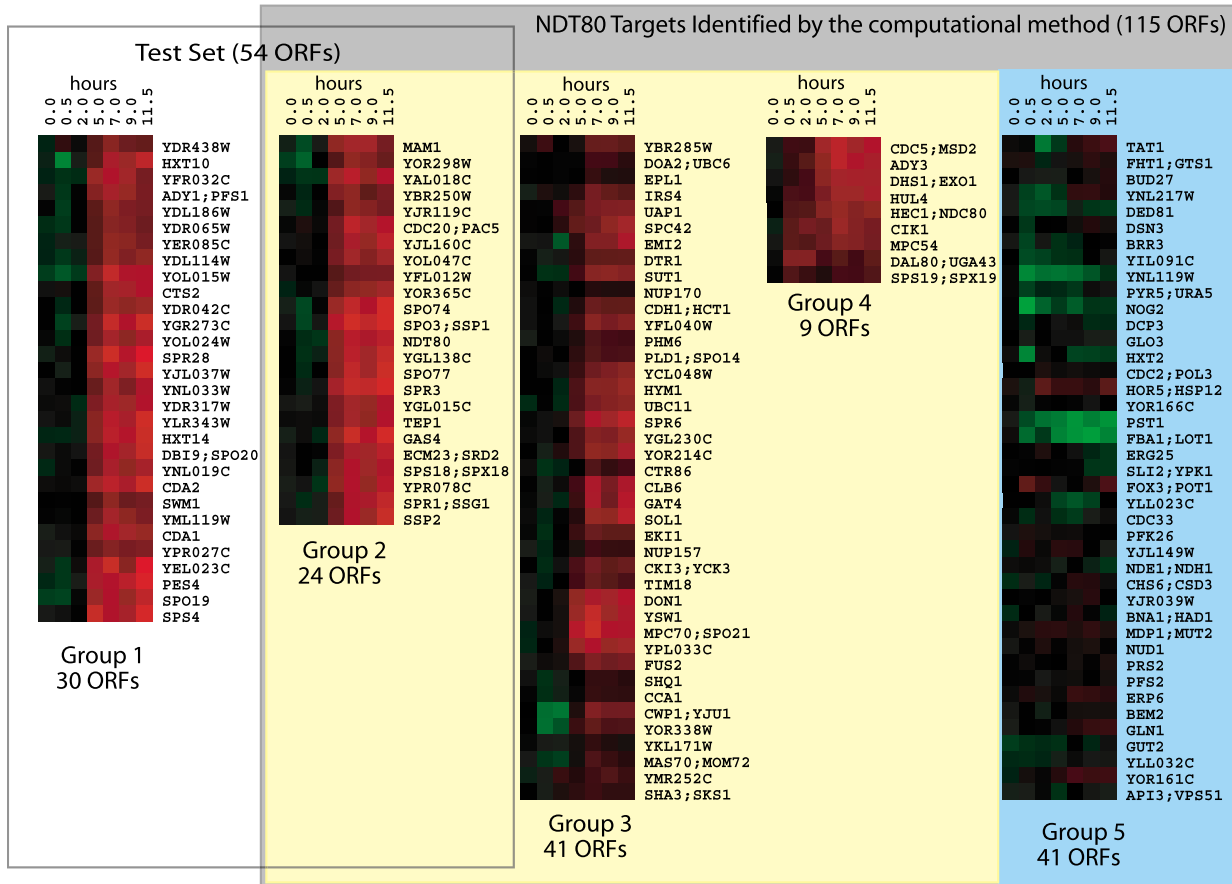 NDT80 Targets Identified by the computational method (115 ORFs)
Test Set (54 ORFs)
hours
0.0
0.5
2.0
5.0
7.0
9.0
11.5
YDR438W
HXT10
YFR032C
ADY1;PFS1
YDL186W
YDR065W
YER085C
YDL114W
YOL015W
CTS2
YDR042C
YGR273C
YOL024W
SPR28
YJL037W
YNL033W
YDR317W
YLR343W
HXT14
DBI9;SPO20
YNL019C
CDA2
SWM1
YML119W
CDA1
YPR027C
YEL023C
PES4
SPO19
SPS4
Group 1
30 ORFs
hours
0.0
0.5
2.0
5.0
7.0
9.0
11.5
MAM1
YOR298W
YAL018C
YBR250W
YJR119C
CDC20;PAC5
YJL160C
YOL047C
YFL012W
YOR365C
SPO74
SPO3;SSP1
NDT80
YGL138C
SPO77
SPR3
YGL015C
TEP1
GAS4
ECM23;SRD2
SPS18;SPX18
YPR078C
SPR1;SSG1
SSP2
Group 2
24 ORFs
hours
0.0
0.5
2.0
5.0
7.0
9.0
11.5
YBR285W
DOA2;UBC6
EPL1
IRS4
UAP1
SPC42
EMI2
DTR1
SUT1
NUP170
CDH1;HCT1
YFL040W
PHM6
PLD1;SPO14
YCL048W
HYM1
UBC11
SPR6
YGL230C
YOR214C
CTR86
CLB6
GAT4
SOL1
EKI1
NUP157
CKI3;YCK3
TIM18
DON1
YSW1
MPC70;SPO21
YPL033C
FUS2
SHQ1
CCA1
CWP1;YJU1
YOR338W
YKL171W
MAS70;MOM72
YMR252C
SHA3;SKS1
Group 3
41 ORFs
hours
0.0
0.5
2.0
5.0
7.0
9.0
11.5
CDC5;MSD2
ADY3
DHS1;EXO1
HUL4
HEC1;NDC80
CIK1
MPC54
DAL80;UGA43
SPS19;SPX19
Group 4
9 ORFs
hours
0.0
0.5
2.0
5.0
7.0
9.0
11.5
TAT1
FHT1;GTS1
BUD27
YNL217W
DED81
DSN3
BRR3
YIL091C
YNL119W
PYR5;URA5
NOG2
DCP3
GLO3
HXT2
CDC2;POL3
HOR5;HSP12
YOR166C
PST1
FBA1;LOT1
ERG25
SLI2;YPK1
FOX3;POT1
YLL023C
CDC33
PFK26
YJL149W
NDE1;NDH1
CHS6;CSD3
YJR039W
BNA1;HAD1
MDP1;MUT2
NUD1
PRS2
PFS2
ERP6
BEM2
GLN1
GUT2
YLL032C
YOR161C
API3;VPS51
Group 5
41 ORFs